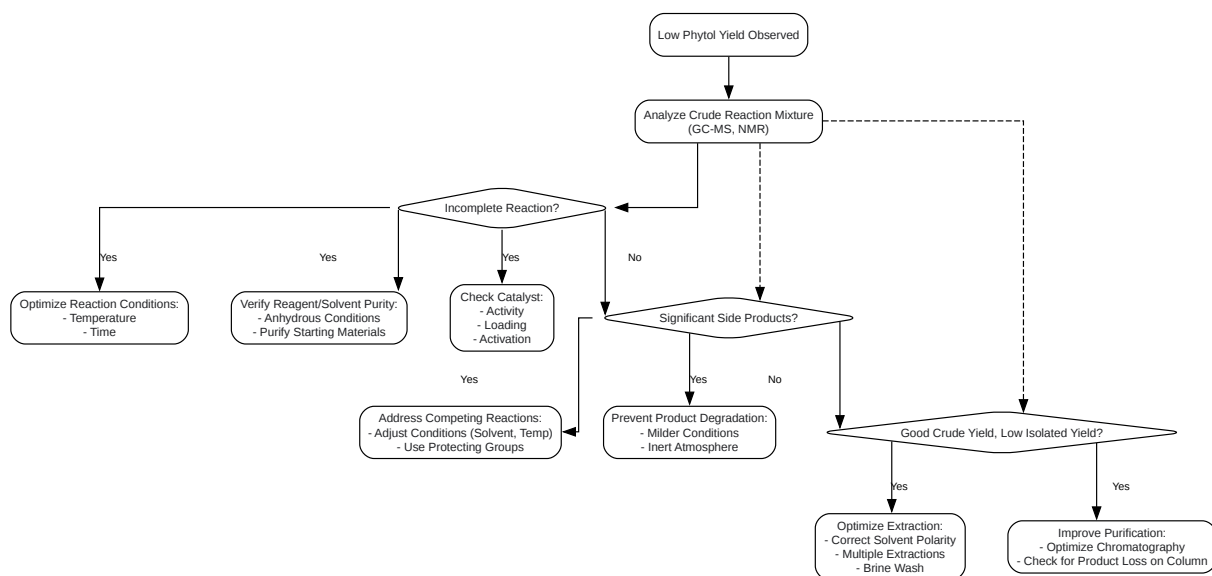 Low Phytol Yield Observed
Analyze Crude Reaction Mixture
(GC-MS, NMR)
Incomplete Reaction?
Yes
Yes
Yes
No
Optimize Reaction Conditions:
- Temperature
- Time
Verify Reagent/Solvent Purity:
- Anhydrous Conditions
- Purify Starting Materials
Check Catalyst:
- Activity
- Loading
- Activation
Significant Side Products?
Yes
Yes
No
Address Competing Reactions:
- Adjust Conditions (Solvent, Temp)
- Use Protecting Groups
Prevent Product Degradation:
- Milder Conditions
- Inert Atmosphere
Good Crude Yield, Low Isolated Yield?
Yes
Yes
Optimize Extraction:
- Correct Solvent Polarity
- Multiple Extractions
- Brine Wash
Improve Purification:
- Optimize Chromatography
- Check for Product Loss on Column